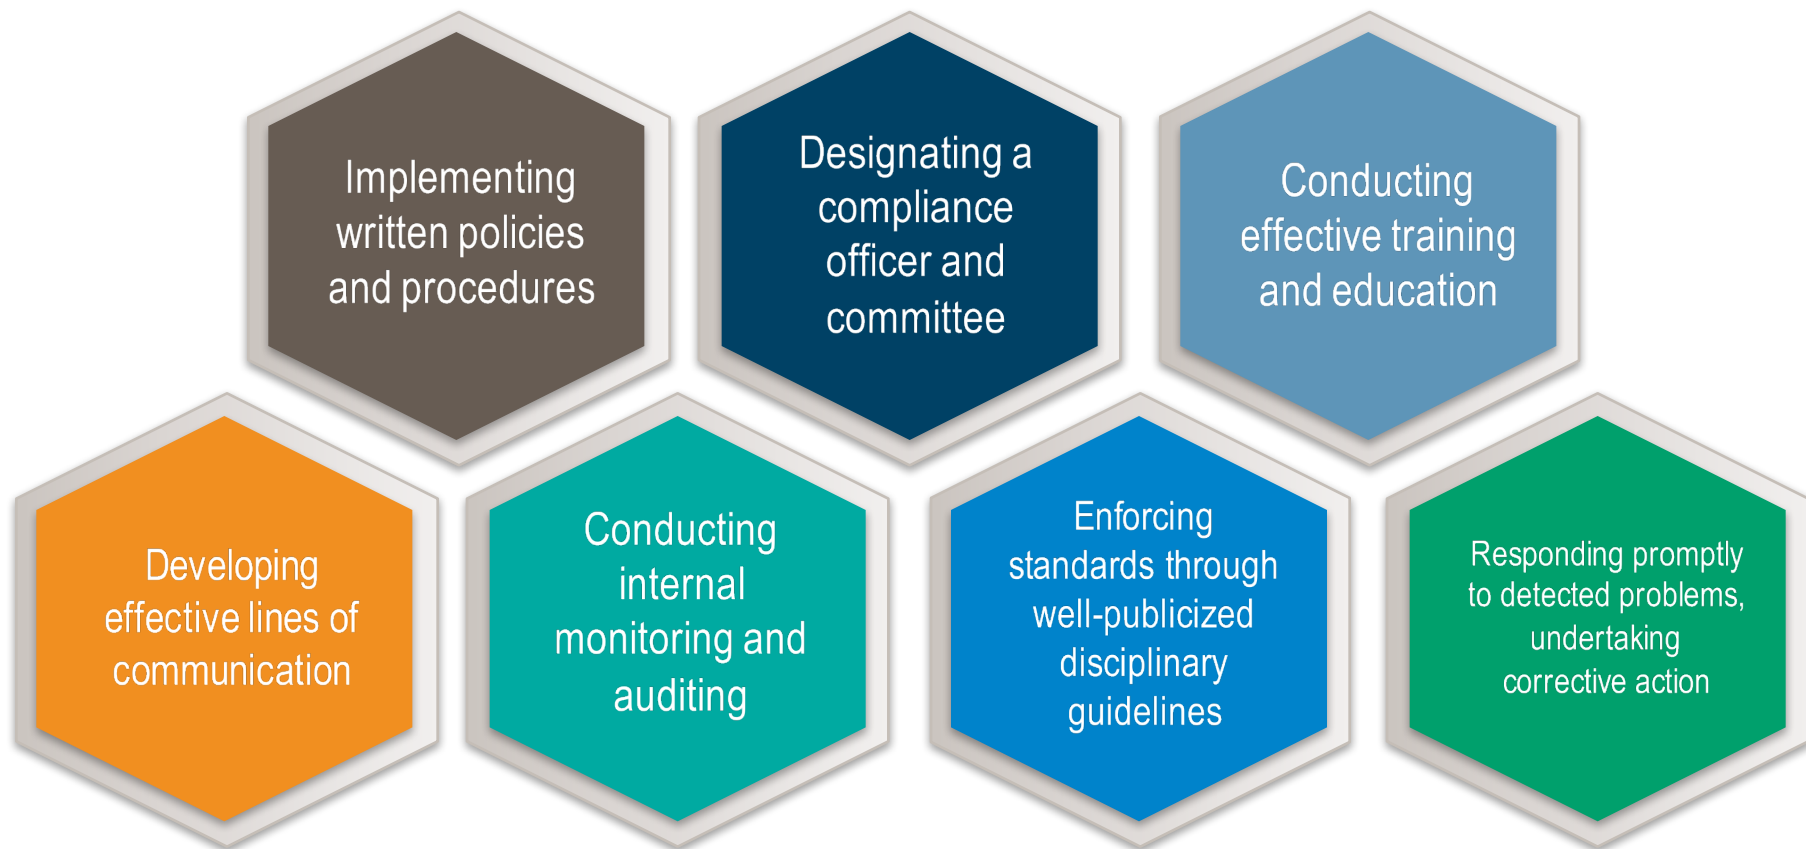 Implementing
written policies
and procedures
Designating a
compliance
officer and
committee
Conducting
effective training
and education
Developing
effective lines of
communication
Conducting
internal
monitoring and
auditing
Enforcing
standards through
well-publicized
disciplinary
guidelines
Responding promptly
to detected problems,
undertaking
corrective action